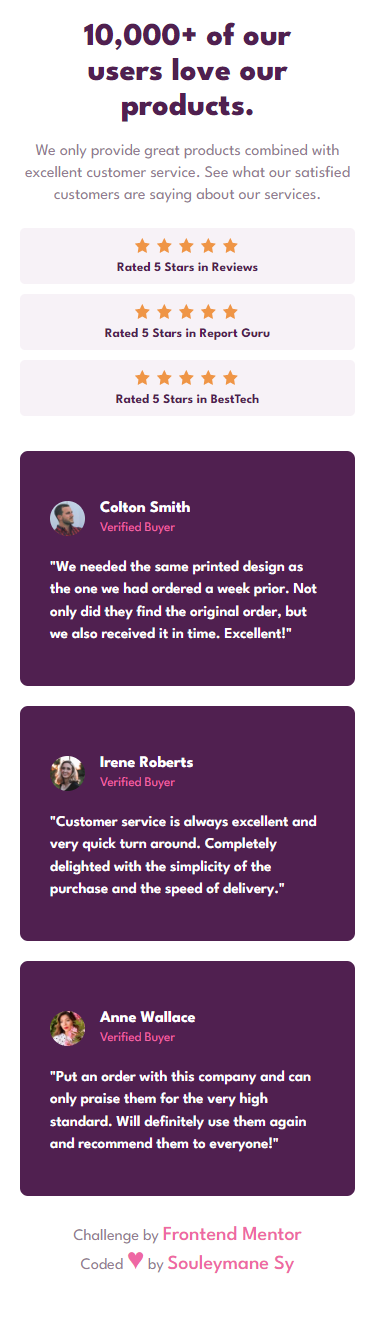 10,000+ of our
users love our
products.
We only provide great products combined with
excellent customer service. See what our satisfied
customers are saying about our services.
Rated 5 Stars in Reviews
Rated 5 Stars in Report Guru
Rated 5 Stars in BestTech
Colton Smith
Verified Buyer
"We needed the same printed design as
the one we had ordered a week prior. Not
only did they find the original order, but
we also received it in time. Excellent!"
Irene Roberts
Verified Buyer
"Customer service is always excellent and
very quick turn around. Completely
delighted with the simplicity of the
purchase and the speed of delivery."
Anne Wallace
Verified Buyer
"Put an order with this company and can
only praise them for the very high
standard. Will definitely use them again
and recommend them to everyone!"
Challenge by Frontend Mentor
Coded ♥ by Souleymane Sy